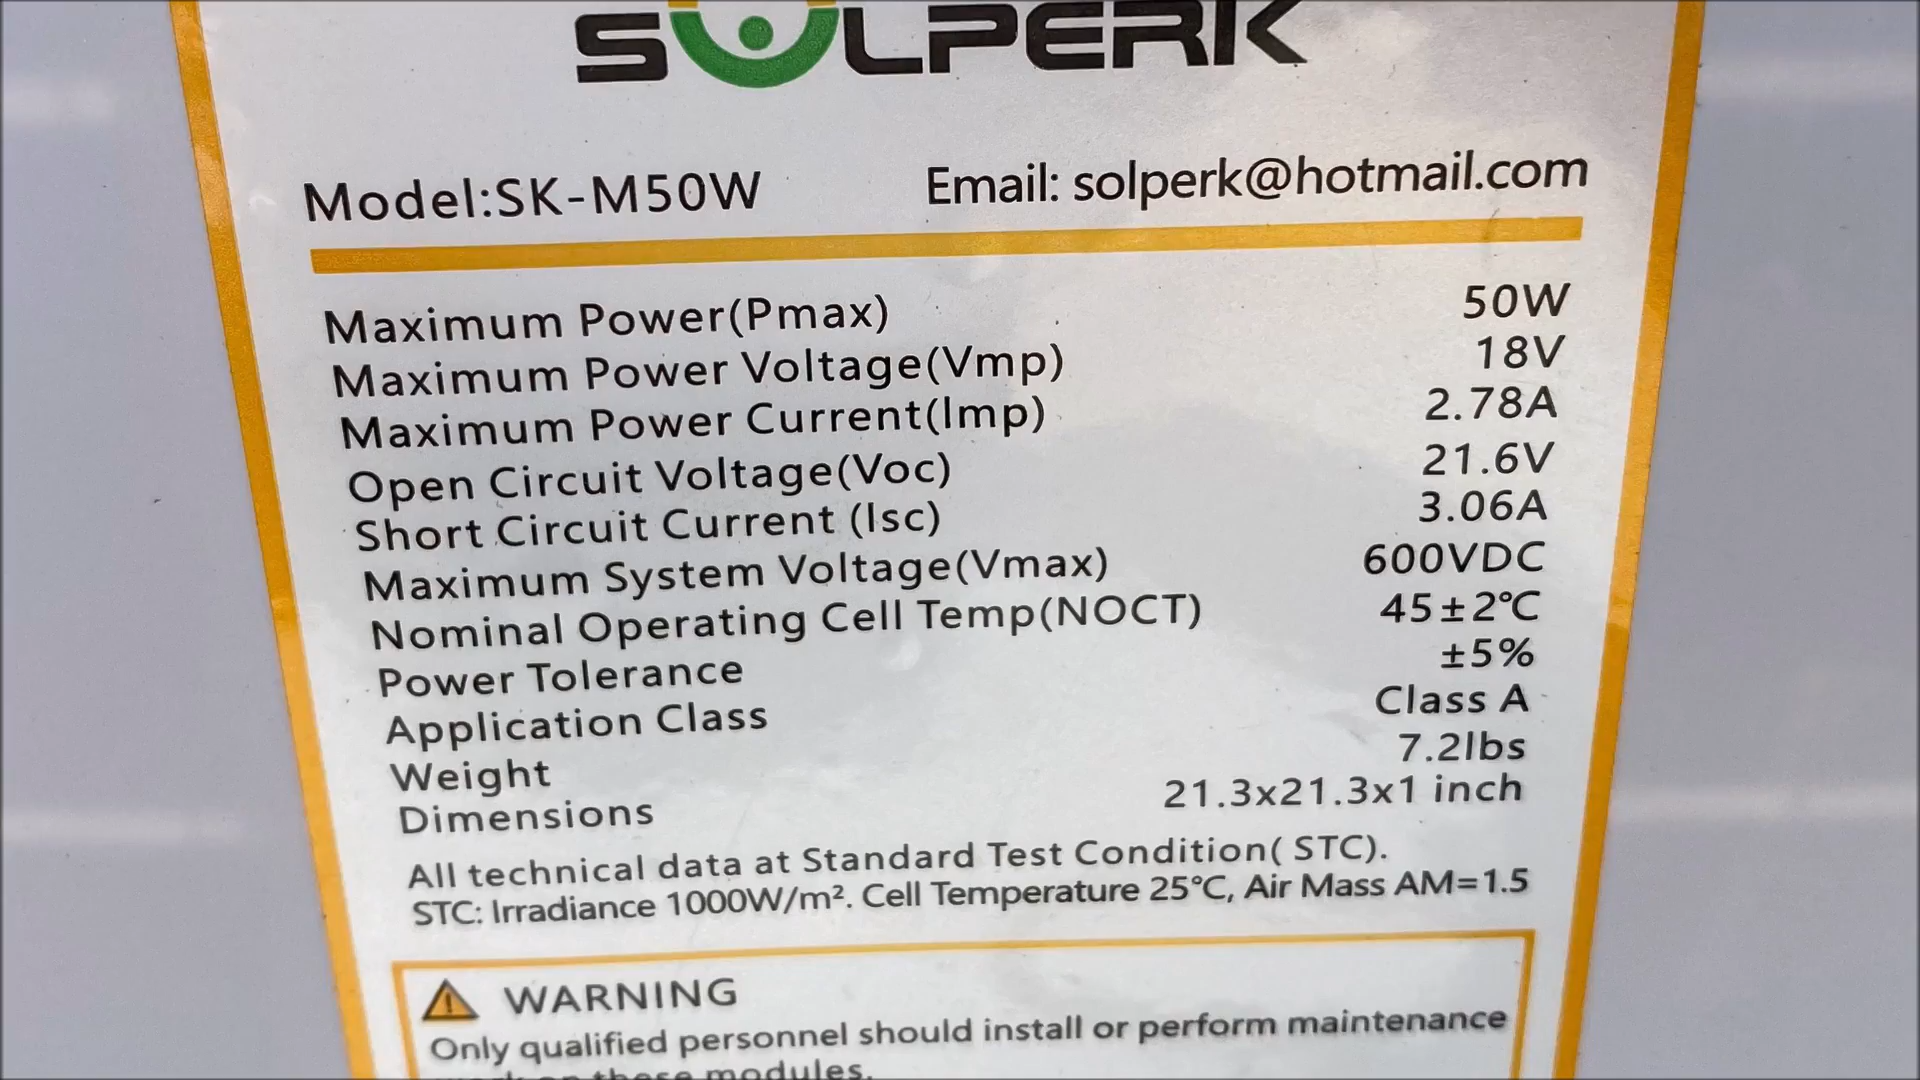 SOLPERK
Model:SK-M50W Email: solperk@hotmail.com
Maximum Power(Pmax) 50W
Maximum Power Voltage(Vmp) 18V
Maximum Power Current(Imp) 2.78A
Open Circuit Voltage(Voc) 21.6V
Short Circuit Current (Isc) 3.06A
Maximum System Voltage(Vmax) 600VDC
Nominal Operating Cell Temp(NOCT) 45±2℃
Power Tolerance ±5%
Application Class Class A
Weight 7.2lbs
Dimensions 21.3x21.3x1 inch
All technical data at Standard Test Condition( STC).
STC: Irradiance 1000W/m². Cell Temperature 25℃, Air Mass AM=1.5
WARNING
Only qualified personnel should install or perform maintenance
work on these modules.